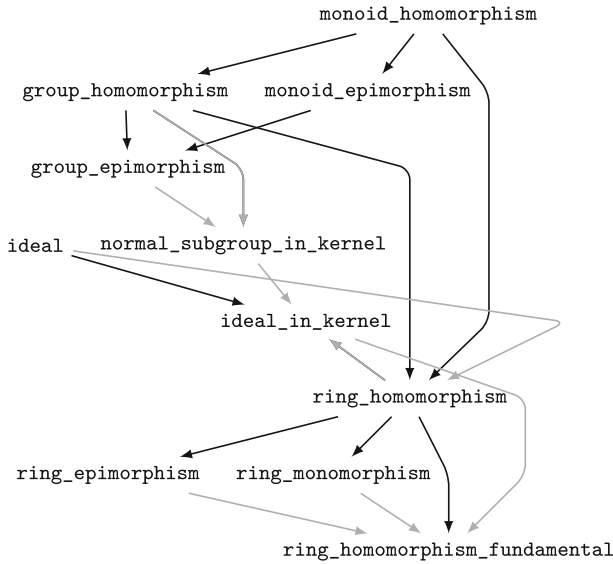 monoid_homomorphism
group_homomorphism monoid_epimorphism
group_epimorphism
ideal normal_subgroup_in_kernel
ideal_in_kernel
ring_homomorphism
ring_epimorphism ring_monomorphism
ring_homomorphism_fundamental